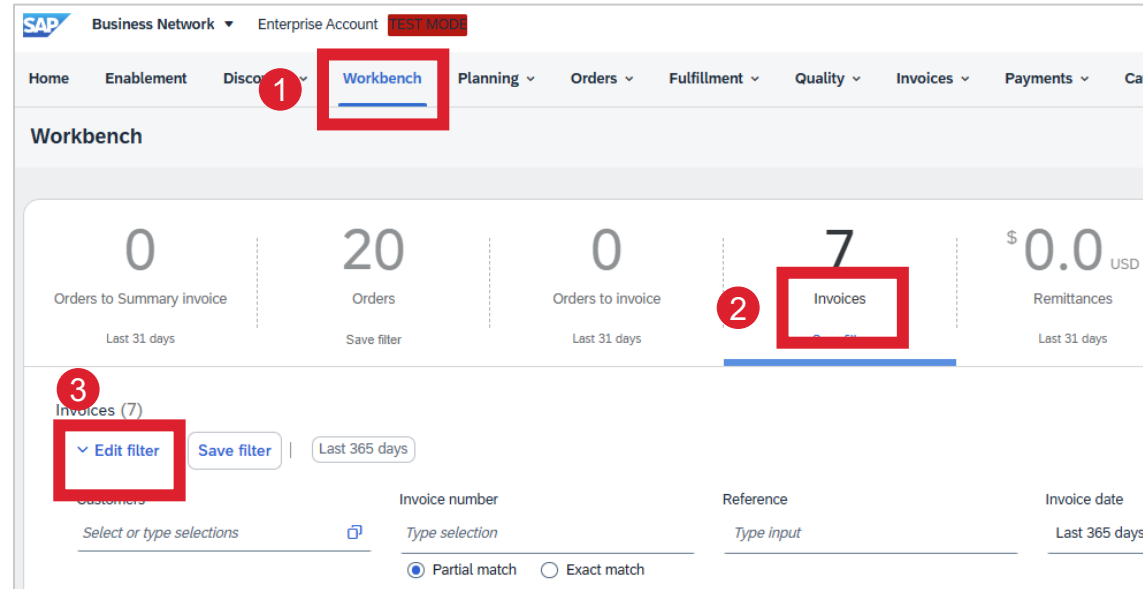 SAP Business Network Enterprise Account TEST MODE
Home Enablement Workbench Planning Orders Fulfillment Quality Invoices Payments
1
Workbench
0 20 0 7 $ 0.0 USD
Orders to Summary invoice Orders Orders to invoice 2 Invoices Remittances
Last 31 days Save filter Last 31 days Last 31 days
3
Invoices (7)
Edit filter Save filter | Last 365 days
Customers Invoice number Reference Invoice date
Select or type selections Type selection Type input Last 365 days
Partial match Exact match